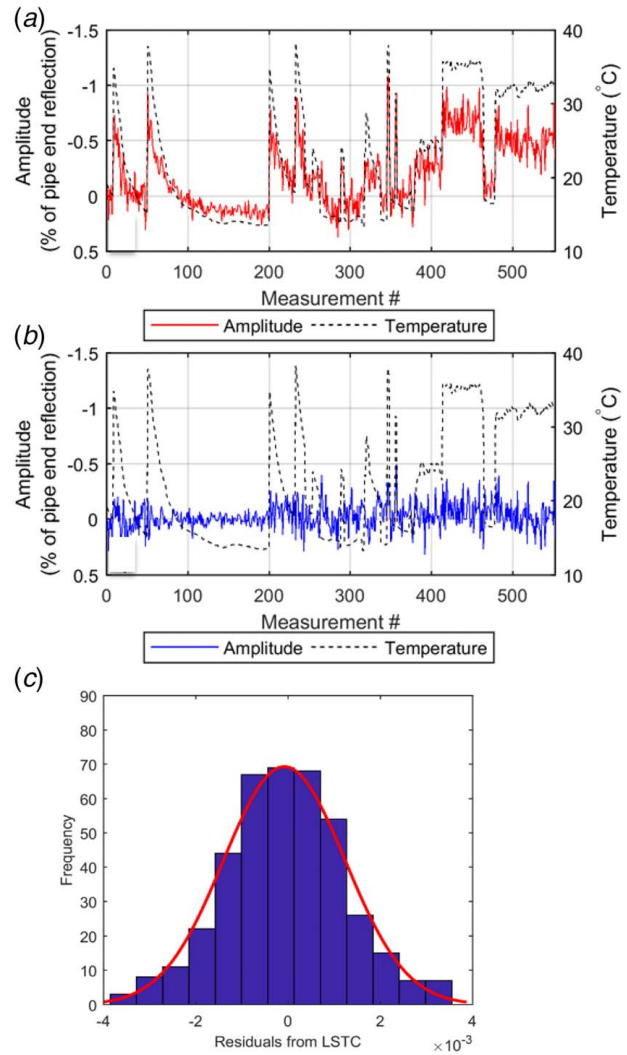 (a)
Amplitude
(% of pipe end reflection)
-1.5
-1
-0.5
0
0.5
40
30
20
10
Temperature (°C)
0 100 200 300 400 500
Measurement #
Amplitude Temperature
(b)
Amplitude
(% of pipe end reflection)
-1.5
-1
-0.5
0
0.5
40
30
20
10
Temperature (°C)
0 100 200 300 400 500
Measurement #
Amplitude Temperature
(c)
Frequency
90
80
70
60
50
40
30
20
10
0
-4 -2 0 2 4
Residuals from LSTC
×10-3